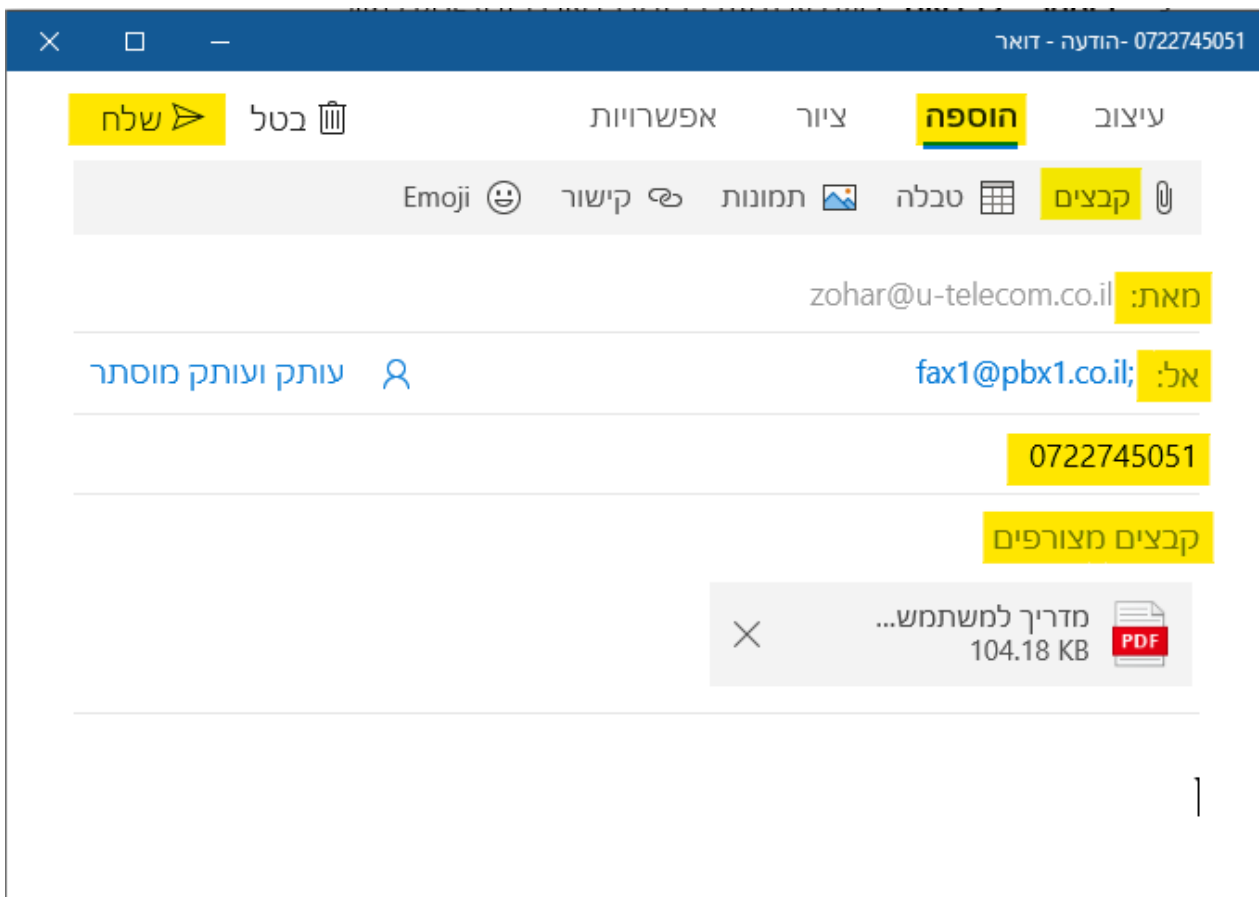 0722745051 -הודעה - דואר
עיצוב הוספה ציור אפשרויות בטל שלח
קבצים טבלה תמונות קישור Emoji
מאת: zohar@u-telecom.co.il
אל: fax1@pbx1.co.il; עותק ועותק מוסתר
0722745051
קבצים מצורפים
מדריך למשתמש...
104.18 KB
PDF